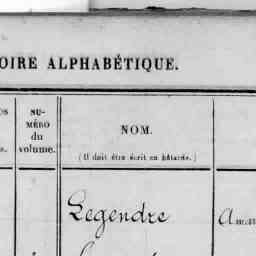 OIRE ALPHABÉTIQUE.
NU-
MÉRO
du
volume.
NOM.
(Il doit être écrit en bâtarde.)
Legendre